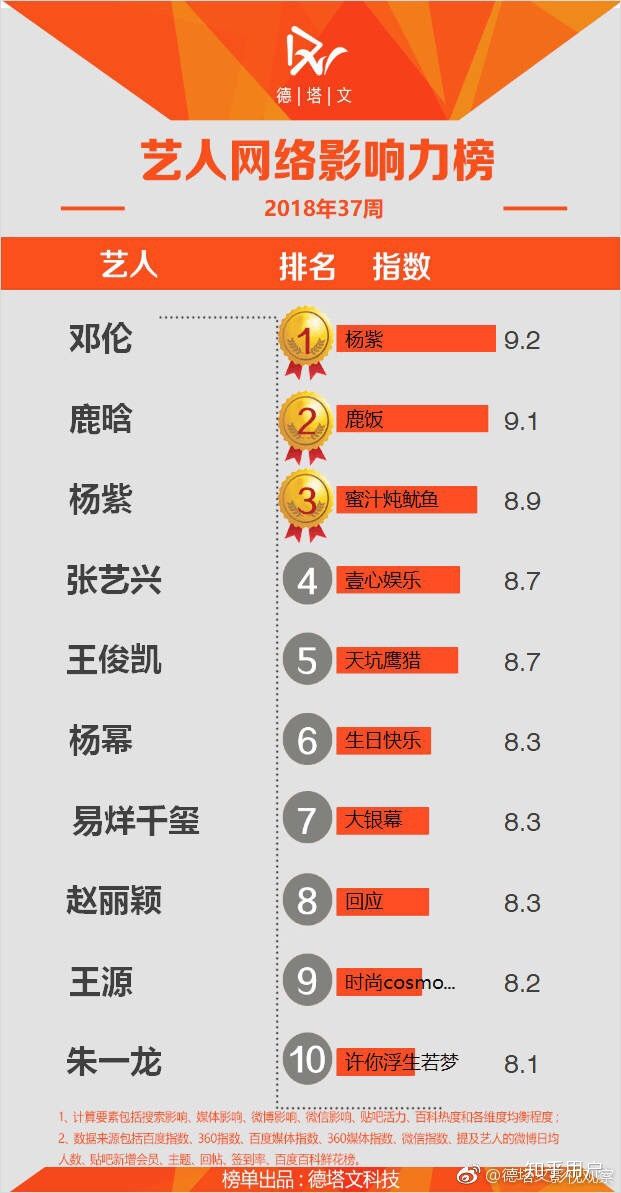 德|塔|文
艺人网络影响力榜
2018年37周
艺人 排名 指数
邓伦 1 杨紫 9.2
鹿晗 2 鹿饭 9.1
杨紫 3 蜜汁炖鱿鱼 8.9
张艺兴 4 壹心娱乐 8.7
王俊凯 5 天坑鹰猎 8.7
杨幂 6 生日快乐 8.3
易烊千玺 7 大银幕 8.3
赵丽颖 8 回应 8.3
王源 9 时尚cosmo... 8.2
朱一龙 10 许你浮生若梦 8.1
1、计算要素包括搜索影响、媒体影响、微博影响、微信影响、贴吧活力、百科热度和各维度均衡程度；
2、数据来源包括百度指数、360指数、百度媒体指数、360媒体指数、微信指数、提及艺人的微博日均
人数、贴吧新增会员、主题、回帖、签到率、百度百科鲜花榜。
知乎用户
榜单出品：德塔文科技
@德塔文影视观察